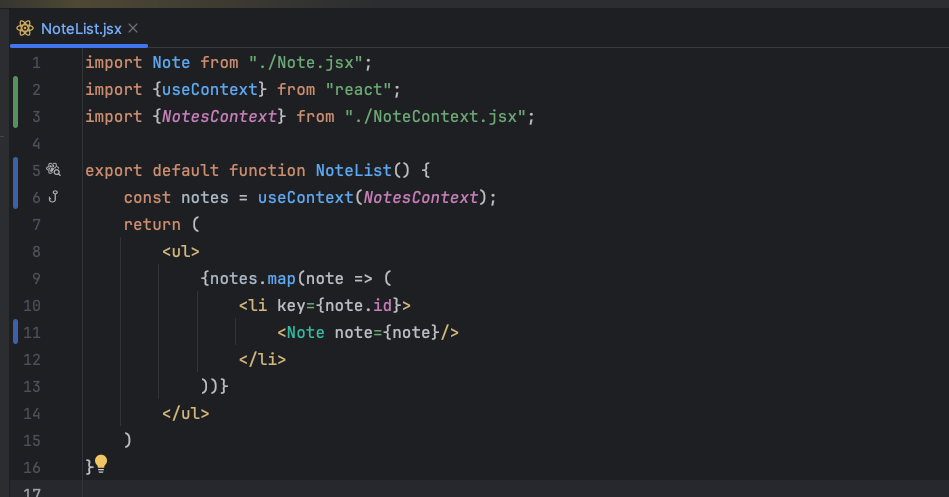 NoteList.jsx
1 import Note from "./Note.jsx";
2 import {useContext} from "react";
3 import {NotesContext} from "./NoteContext.jsx";
4
5 export default function NoteList() {
6     const notes = useContext(NotesContext);
7     return (
8         <ul>
9             {notes.map(note => (
10                 <li key={note.id}>
11                     <Note note={note}/>
12                 </li>
13             ))}
14         </ul>
15     )
16 }
17